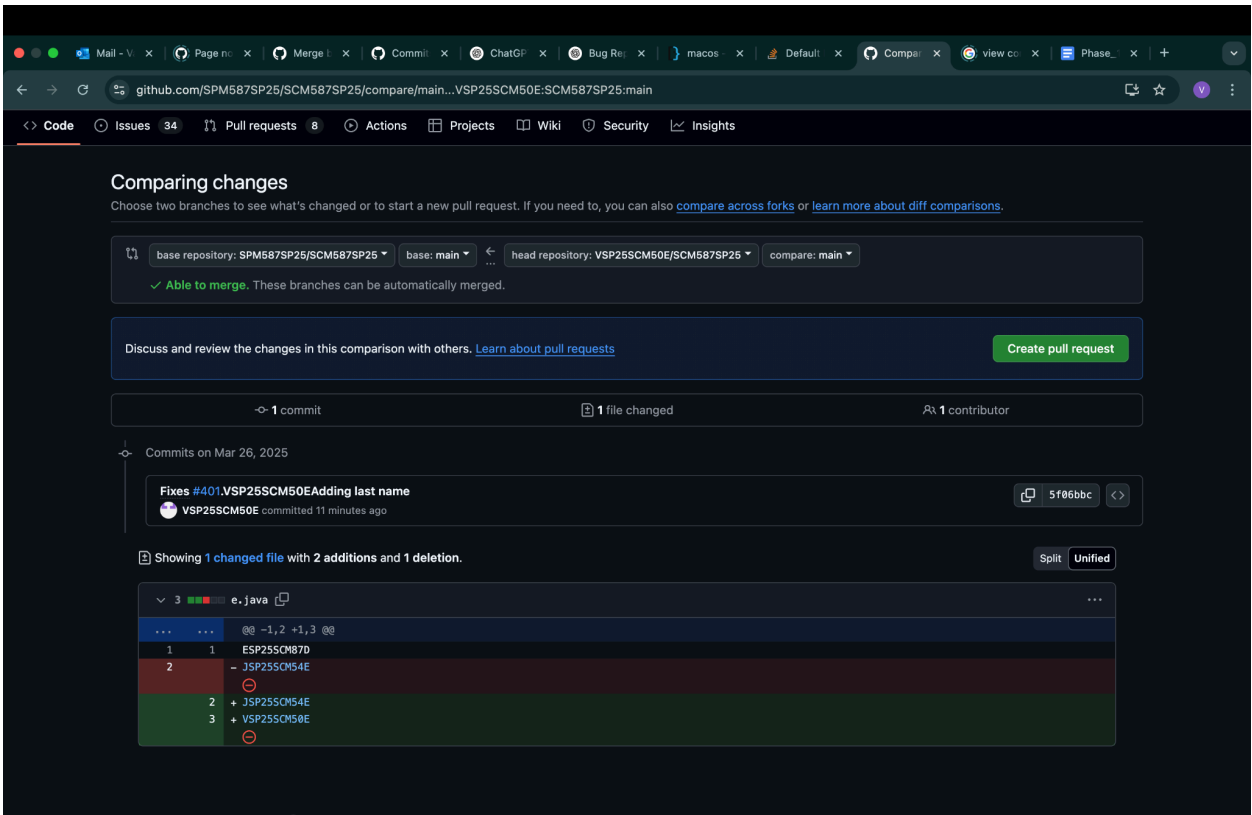 Mail - V
Page no
Merge b
Commit
ChatGP
Bug Rep
macos -
Default
Compar
view co
Phase_
github.com/SPM587SP25/SCM587SP25/compare/main...VSP25SCM50E:SCM587SP25:main
V
<> Code Issues 34 Pull requests 8 Actions Projects Wiki Security Insights
Comparing changes
Choose two branches to see what's changed or to start a new pull request. If you need to, you can also compare across forks or learn more about diff comparisons.
base repository: SPM587SP25/SCM587SP25 base: main ← ... head repository: VSP25SCM50E/SCM587SP25 compare: main
✓ Able to merge. These branches can be automatically merged.
Discuss and review the changes in this comparison with others. Learn about pull requests Create pull request
1 commit 1 file changed 1 contributor
Commits on Mar 26, 2025
Fixes #401.VSP25SCM50EAdding last name
VSP25SCM50E committed 11 minutes ago
5f06bbc <>
Showing 1 changed file with 2 additions and 1 deletion. Split Unified
3 e.java ...
... ... @@ -1,2 +1,3 @@
1 1 ESP25SCM87D
2 - JSP25SCM54E
2 + JSP25SCM54E
3 + VSP25SCM50E